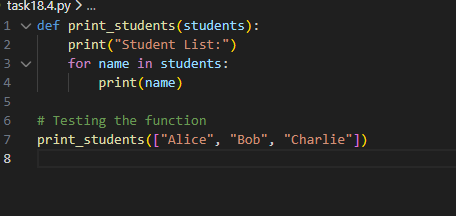 task18.4.py > ...
1 def print_students(students):
2     print("Student List:")
3     for name in students:
4         print(name)
5
6 # Testing the function
7 print_students(["Alice", "Bob", "Charlie"])
8